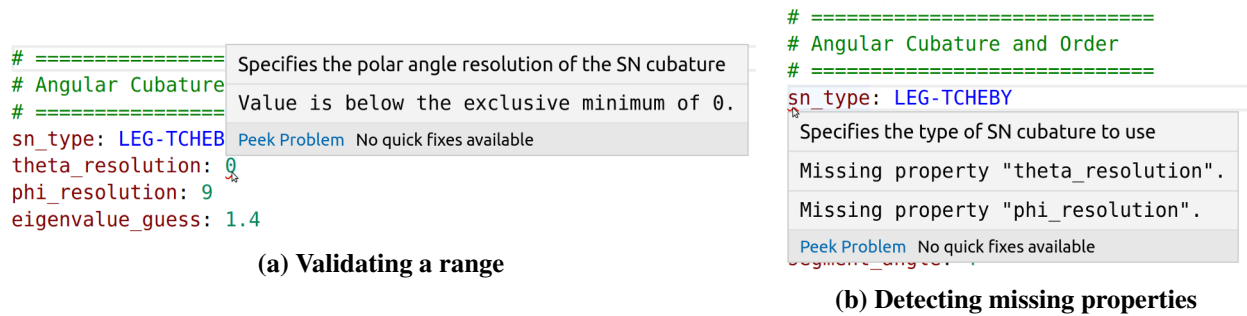 # =================
# Angular Cubature
# =================
sn_type: LEG-TCHEB
theta_resolution: 0
phi_resolution: 9
eigenvalue_guess: 1.4
Specifies the polar angle resolution of the SN cubature
Value is below the exclusive minimum of 0.
Peek Problem No quick fixes available
(a) Validating a range
# =============================
# Angular Cubature and Order
# =============================
sn_type: LEG-TCHEBY
Specifies the type of SN cubature to use
Missing property "theta_resolution".
Missing property "phi_resolution".
Peek Problem No quick fixes available
(b) Detecting missing properties